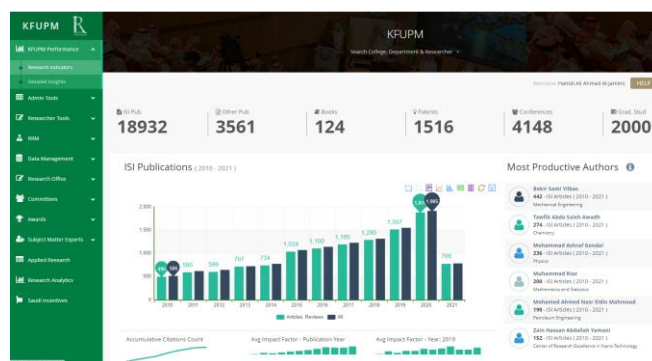 KFUPM
KFUPM Performance
Research Indicators
Detailed Insights
Admin Tools
Researcher Tools
RRM
Data Management
Research Office
Committees
Awards
Subject Matter Experts
Applied Research
Research Analytics
Saudi Incentives
KFUPM
Search College, Department & Researcher
Welcome, Hamdi Ali Ahmed Al-Jamimi
HELP
ISI Pub.
18932
Other Pub.
3561
Books
124
Patents
1516
Conferences
4148
Grad. Stud
2000
ISI Publications ( 2010 - 2021 )
2,000
1,500
1,000
500
0
590
589
707
734
1,024
1,100
1,165
1,280
1,507
788
2010
2011
2012
2013
2014
2015
2016
2017
2018
2019
2020
2021
Articles, Reviews
All
Most Productive Authors
Bekir Sami Yilbas
442 - ISI Articles ( 2010 - 2021 )
Mechanical Engineering
Tawfik Abdo Saleh Awadh
274 - ISI Articles ( 2010 - 2021 )
Chemistry
Mohammad Ashraf Gondal
236 - ISI Articles ( 2010 - 2021 )
Physics
Muhammad Riaz
200 - ISI Articles ( 2010 - 2021 )
Mathematics and Statistics
Mohamed Ahmed Nasr Eldin Mahmoud
190 - ISI Articles ( 2010 - 2021 )
Petroleum Engineering
Zain Hassan Abdallah Yamani
152 - ISI Articles ( 2010 - 2021 )
Center of Research Excellence in Nano-Technology
Accumulative Citations Count
Avg Impact Factor - Publication Year
Avg Impact Factor - Year: 2019